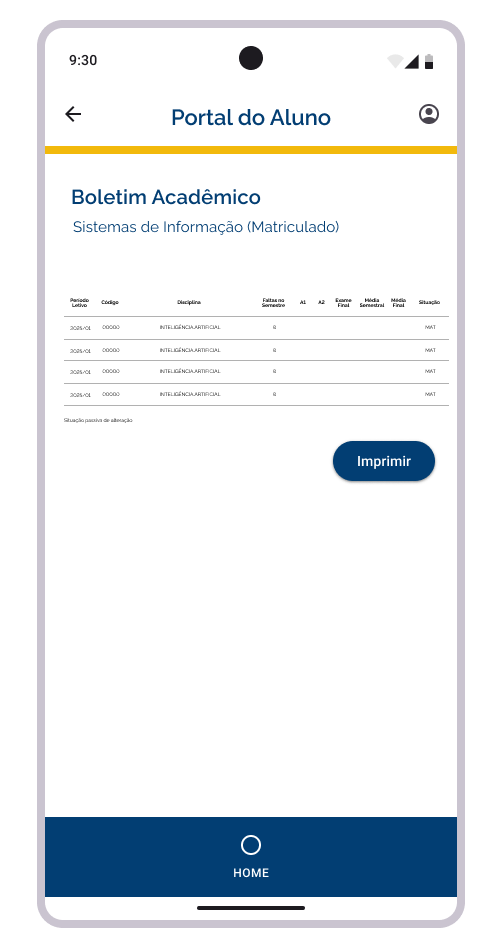 9:30
Portal do Aluno
Boletim Acadêmico
Sistemas de Informação (Matriculado)
Período Letivo Código Disciplina Faltas no Semestre A1 A2 Exame Final Média Semestral Média Final Situação
2025/01 00000 INTELIGÊNCIA ARTIFICIAL 8 MAT
2025/01 00000 INTELIGÊNCIA ARTIFICIAL 8 MAT
2025/01 00000 INTELIGÊNCIA ARTIFICIAL 8 MAT
2025/01 00000 INTELIGÊNCIA ARTIFICIAL 8 MAT
Situação passiva de alteração
Imprimir
HOME